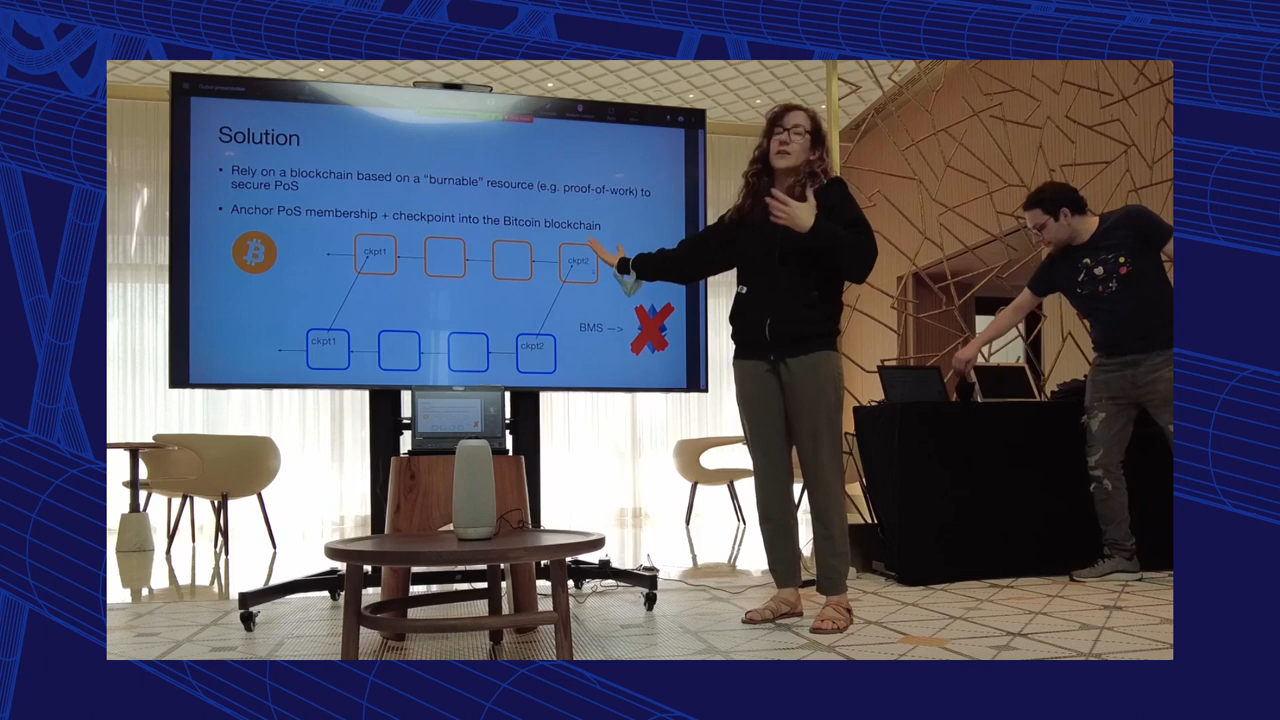 Solution
• Rely on a blockchain based on a “burnable” resource (e.g. proof-of-work) to
secure PoS
• Anchor PoS membership + checkpoint into the Bitcoin blockchain
ckpt1
ckpt2
BMS —>
ckpt1
ckpt2